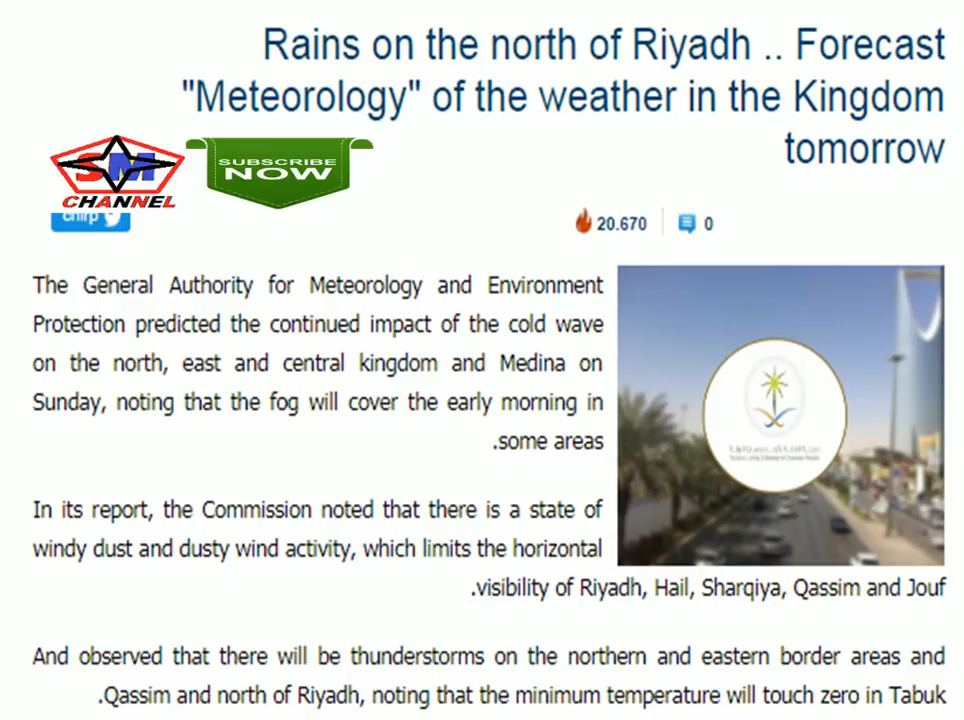 Rains on the north of Riyadh .. Forecast
"Meteorology" of the weather in the Kingdom
tomorrow
SM
CHANNEL
SUBSCRIBE
NOW
chirp
20.670
0
The General Authority for Meteorology and Environment
Protection predicted the continued impact of the cold wave
on the north, east and central kingdom and Medina on
Sunday, noting that the fog will cover the early morning in
.some areas
In its report, the Commission noted that there is a state of
windy dust and dusty wind activity, which limits the horizontal
.visibility of Riyadh, Hail, Sharqiya, Qassim and Jouf
And observed that there will be thunderstorms on the northern and eastern border areas and
.Qassim and north of Riyadh, noting that the minimum temperature will touch zero in Tabuk